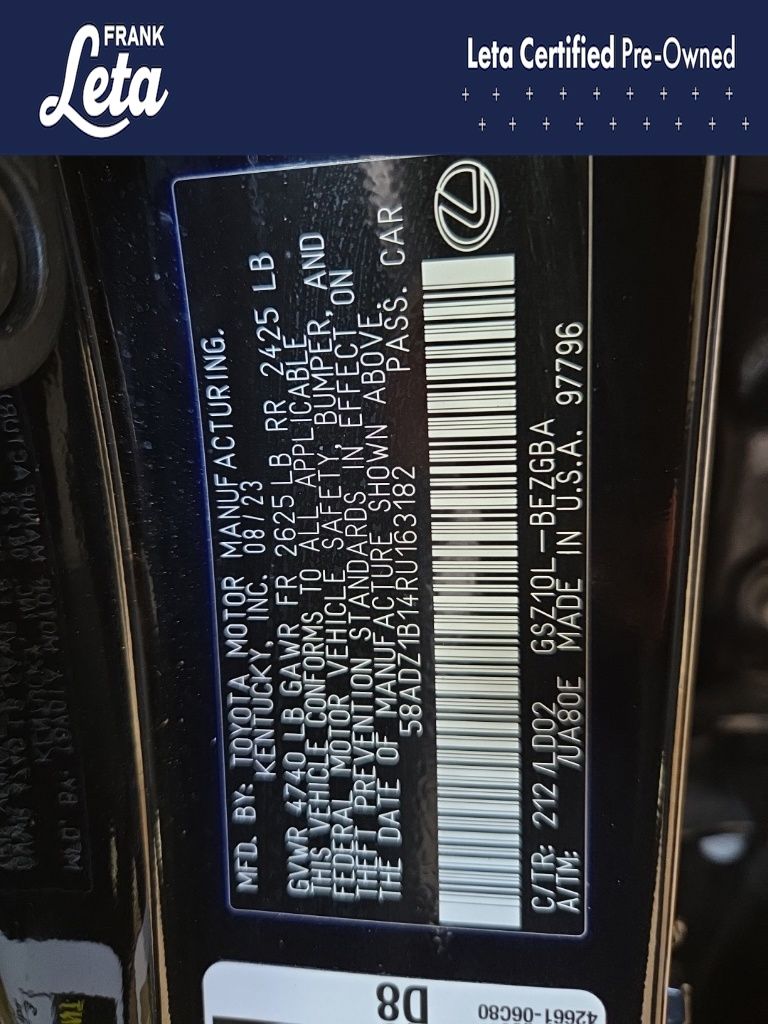 FRANK
Leta
Leta Certified Pre-Owned
MFD. BY: TOYOTA MOTOR MANUFACTURING.
KENTUCKY, INC. 08/23
GVWR 4740 LB GAWR FR 2625 LB RR 2425 LB
THIS VEHICLE CONFORMS TO ALL APPLICABLE
FEDERAL MOTOR VEHICLE SAFETY, BUMPER, AND
THEFT PREVENTION STANDARDS IN EFFECT ON
THE DATE OF MANUFACTURE SHOWN ABOVE.
58ADZ1B14RU163182 PASS. CAR
C/TR: 212 /LD02 GSZ10L-BEZGBA
A/TM: /UA80E MADE IN U.S.A. 97796
D8
42661-06C80